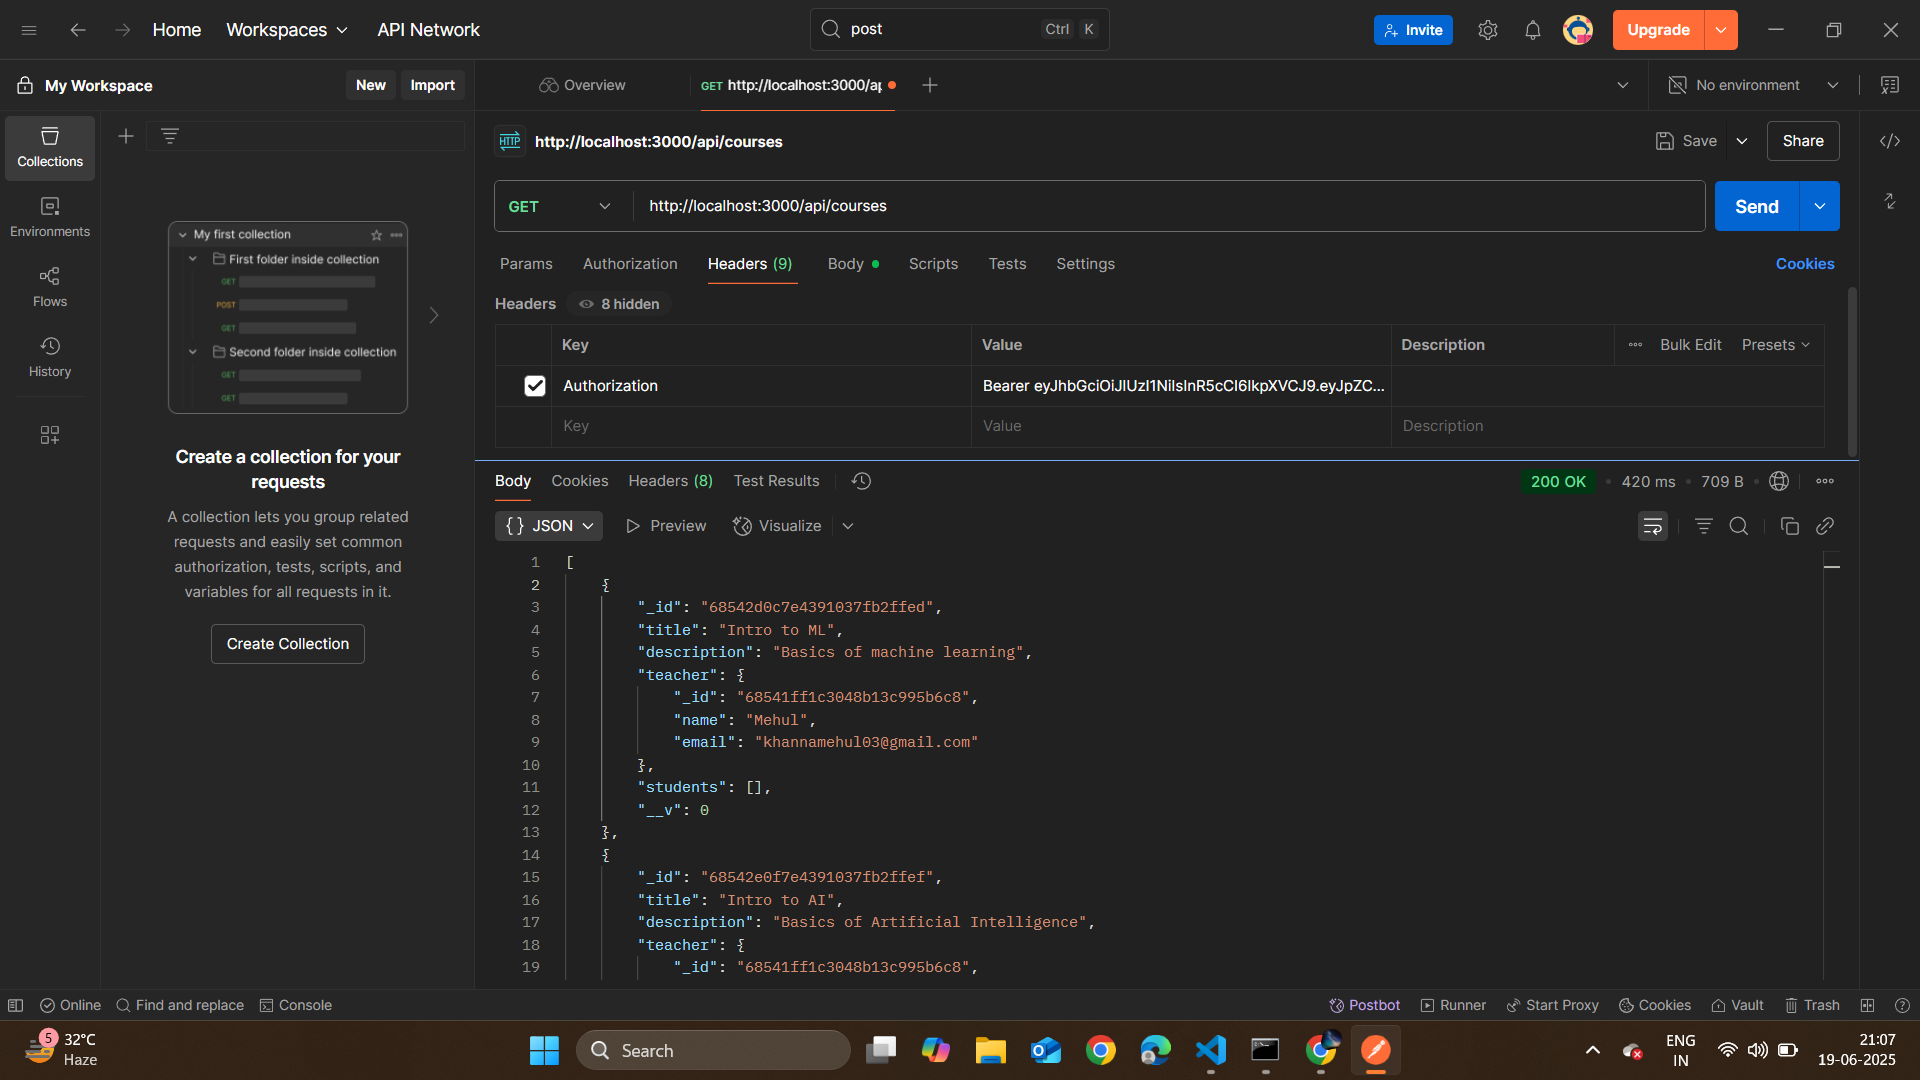 Home Workspaces API Network post Ctrl K Invite Upgrade
My Workspace New Import Overview GET http://localhost:3000/ap No environment
HTTP http://localhost:3000/api/courses Save Share
GET http://localhost:3000/api/courses Send
Params Authorization Headers (9) Body Scripts Tests Settings Cookies
Headers 8 hidden
Key Value Description Bulk Edit Presets
Authorization Bearer eyJhbGciOiJIUzI1NiIsInR5cCI6IkpXVCJ9.eyJpZC...
Key Value Description
Collections
Environments
Flows
History
My first collection
First folder inside collection
GET
POST
GET
Second folder inside collection
GET
GET
Create a collection for your
requests
A collection lets you group related
requests and easily set common
authorization, tests, scripts, and
variables for all requests in it.
Create Collection
Body Cookies Headers (8) Test Results 200 OK • 420 ms • 709 B •
{} JSON Preview Visualize
1 [
2 {
3 "_id": "68542d0c7e4391037fb2ffed",
4 "title": "Intro to ML",
5 "description": "Basics of machine learning",
6 "teacher": {
7 "_id": "68541ff1c3048b13c995b6c8",
8 "name": "Mehul",
9 "email": "khannamehul03@gmail.com"
10 },
11 "students": [],
12 "__v": 0
13 },
14 {
15 "_id": "68542e0f7e4391037fb2ffef",
16 "title": "Intro to AI",
17 "description": "Basics of Artificial Intelligence",
18 "teacher": {
19 "_id": "68541ff1c3048b13c995b6c8",
Online Find and replace Console Postbot Runner Start Proxy Cookies Vault Trash
5 32°C
Haze
Search
ENG
IN
21:07
19-06-2025